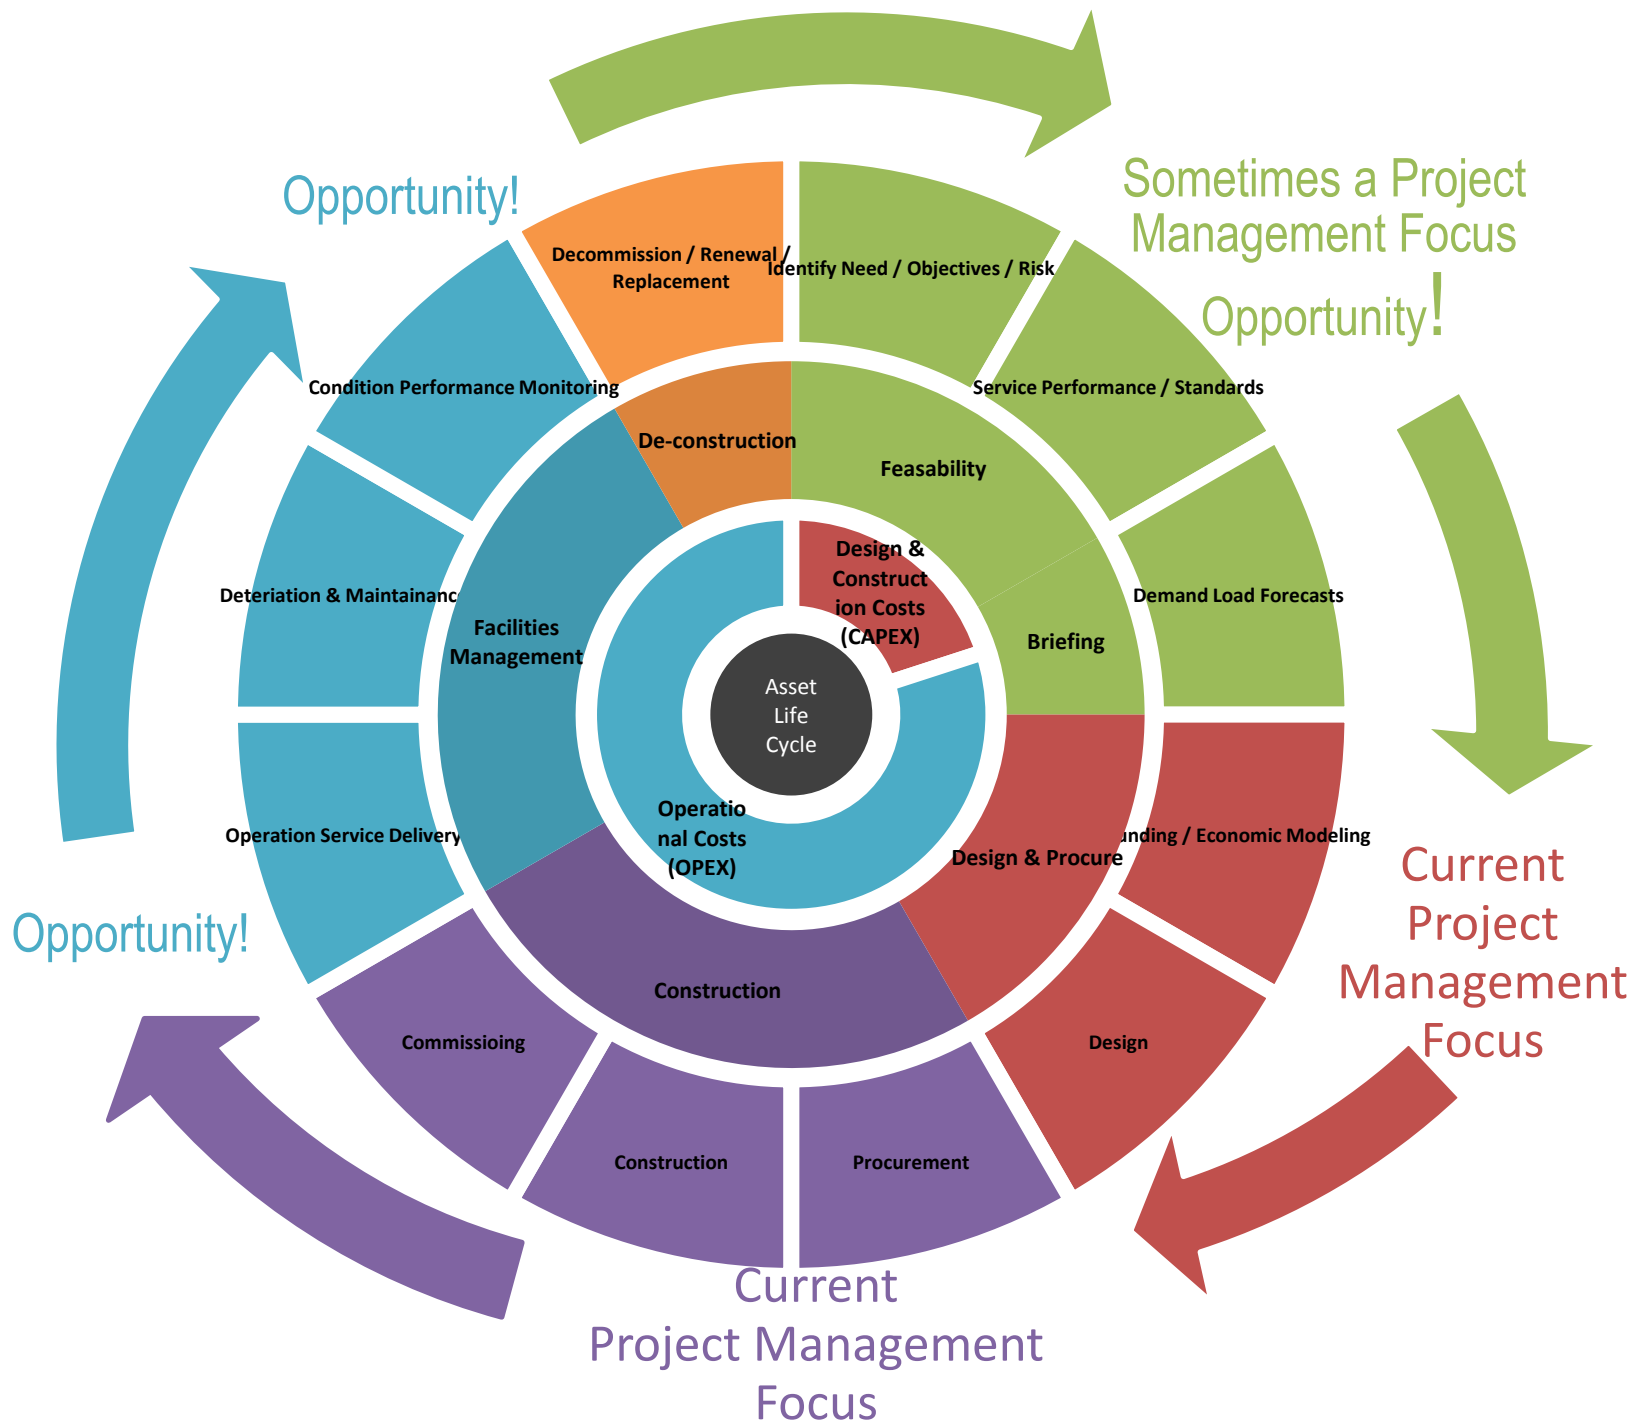 Opportunity!
Sometimes a Project
Management Focus
Opportunity!
Decommission / Renewal /
Replacement
Identify Need / Objectives / Risk
Condition Performance Monitoring
Service Performance / Standards
De-construction
Feasability
Design &
Construct
ion Costs
(CAPEX)
Deteriation & Maintainanc
Demand Load Forecasts
Facilities
Management
Briefing
Asset
Life
Cycle
Operatio
nal Costs
(OPEX)
Operation Service Delivery
Design & Procure
unding / Economic Modeling
Current
Project
Management
Focus
Opportunity!
Construction
Commissioing
Design
Construction
Procurement
Current
Project Management
Focus